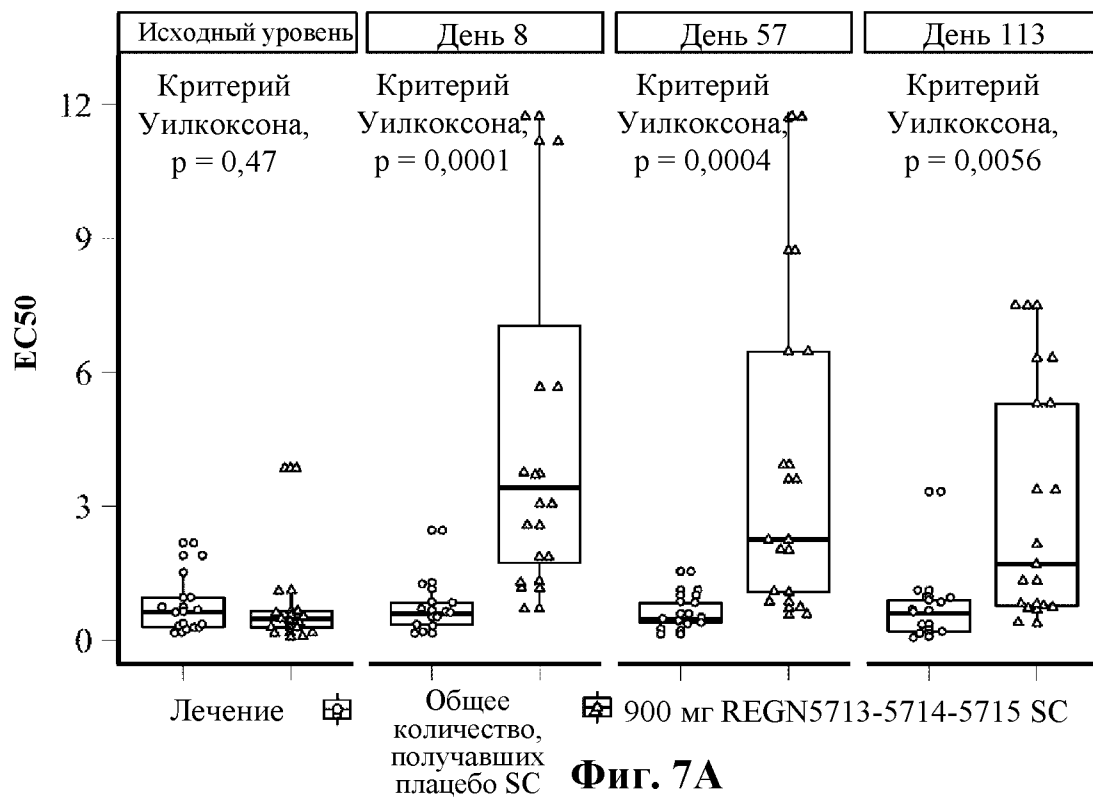 Исходный уровень
День 8
День 57
День 113
Критерий
Уилкоксона,
p = 0,47
Критерий
Уилкоксона,
p = 0,0001
Критерий
Уилкоксона,
p = 0,0004
Критерий
Уилкоксона,
p = 0,0056
12
9
6
3
0
EC50
Лечение
Общее
количество,
получавших
плацебо SC
900 мг REGN5713-5714-5715 SC
Фиг. 7A